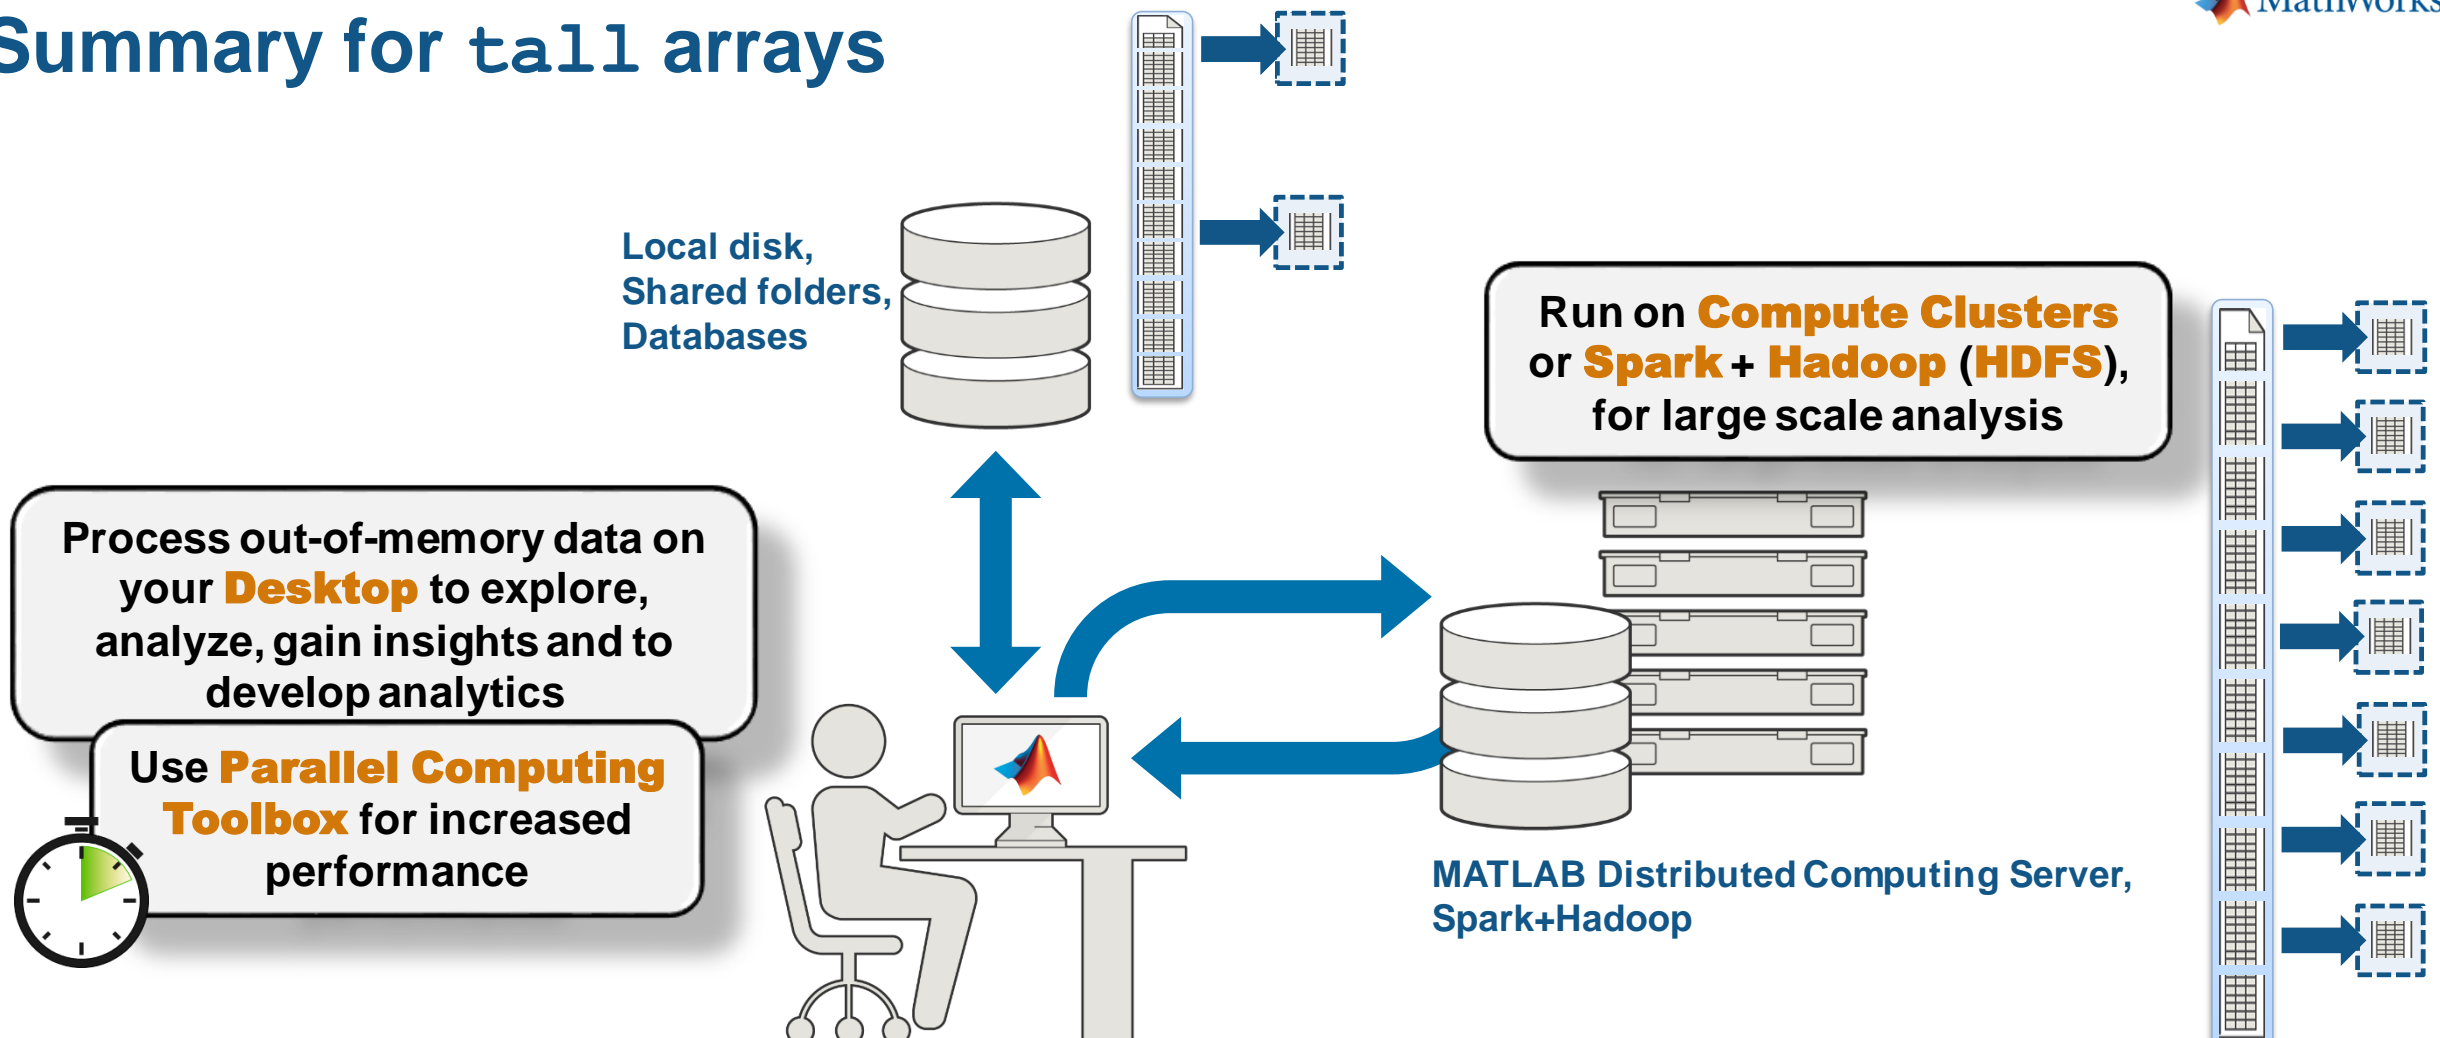 Summary for tall arrays
MathWorks
Local disk,
Shared folders,
Databases
Run on Compute Clusters
or Spark + Hadoop (HDFS),
for large scale analysis
Process out-of-memory data on
your Desktop to explore,
analyze, gain insights and to
develop analytics
Use Parallel Computing
Toolbox for increased
performance
MATLAB Distributed Computing Server,
Spark+Hadoop